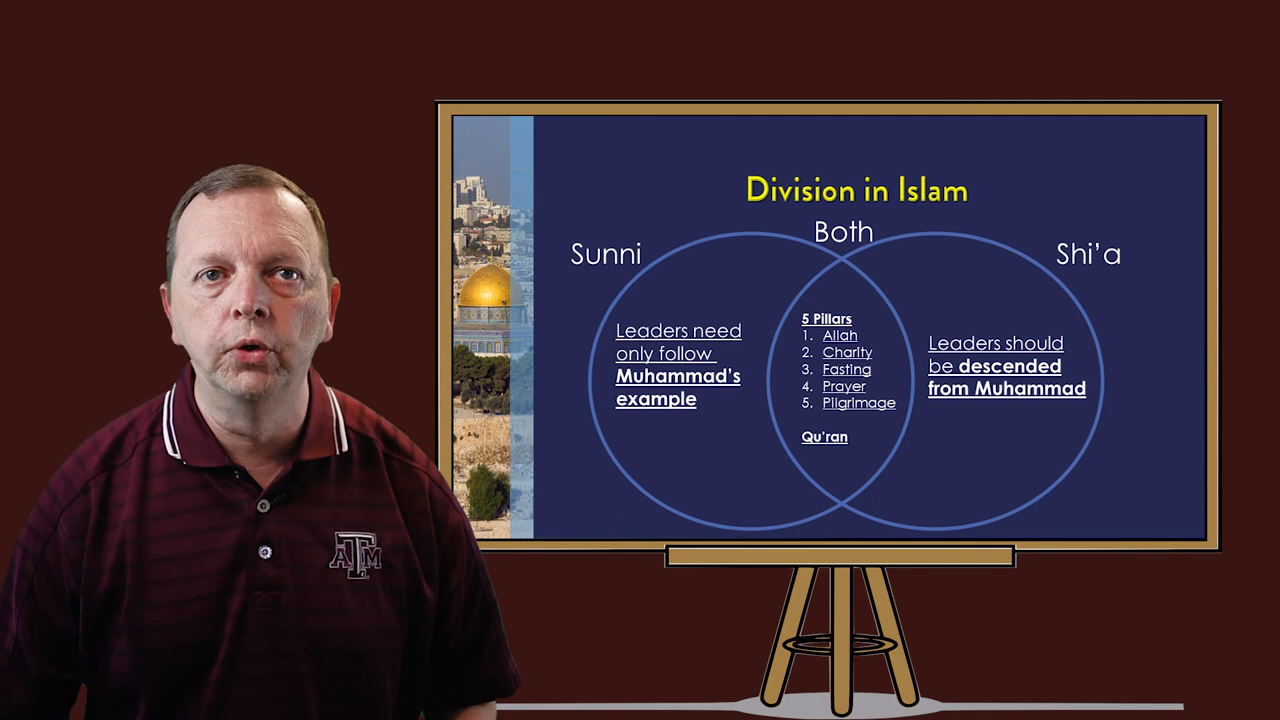 Division in Islam
Both
Sunni
Shi'a
Leaders need
only follow
Muhammad's
example
5 Pillars
1. Allah
2. Charity
3. Fasting
4. Prayer
5. Pilgrimage
Qu'ran
Leaders should
be descended
from Muhammad
ATM